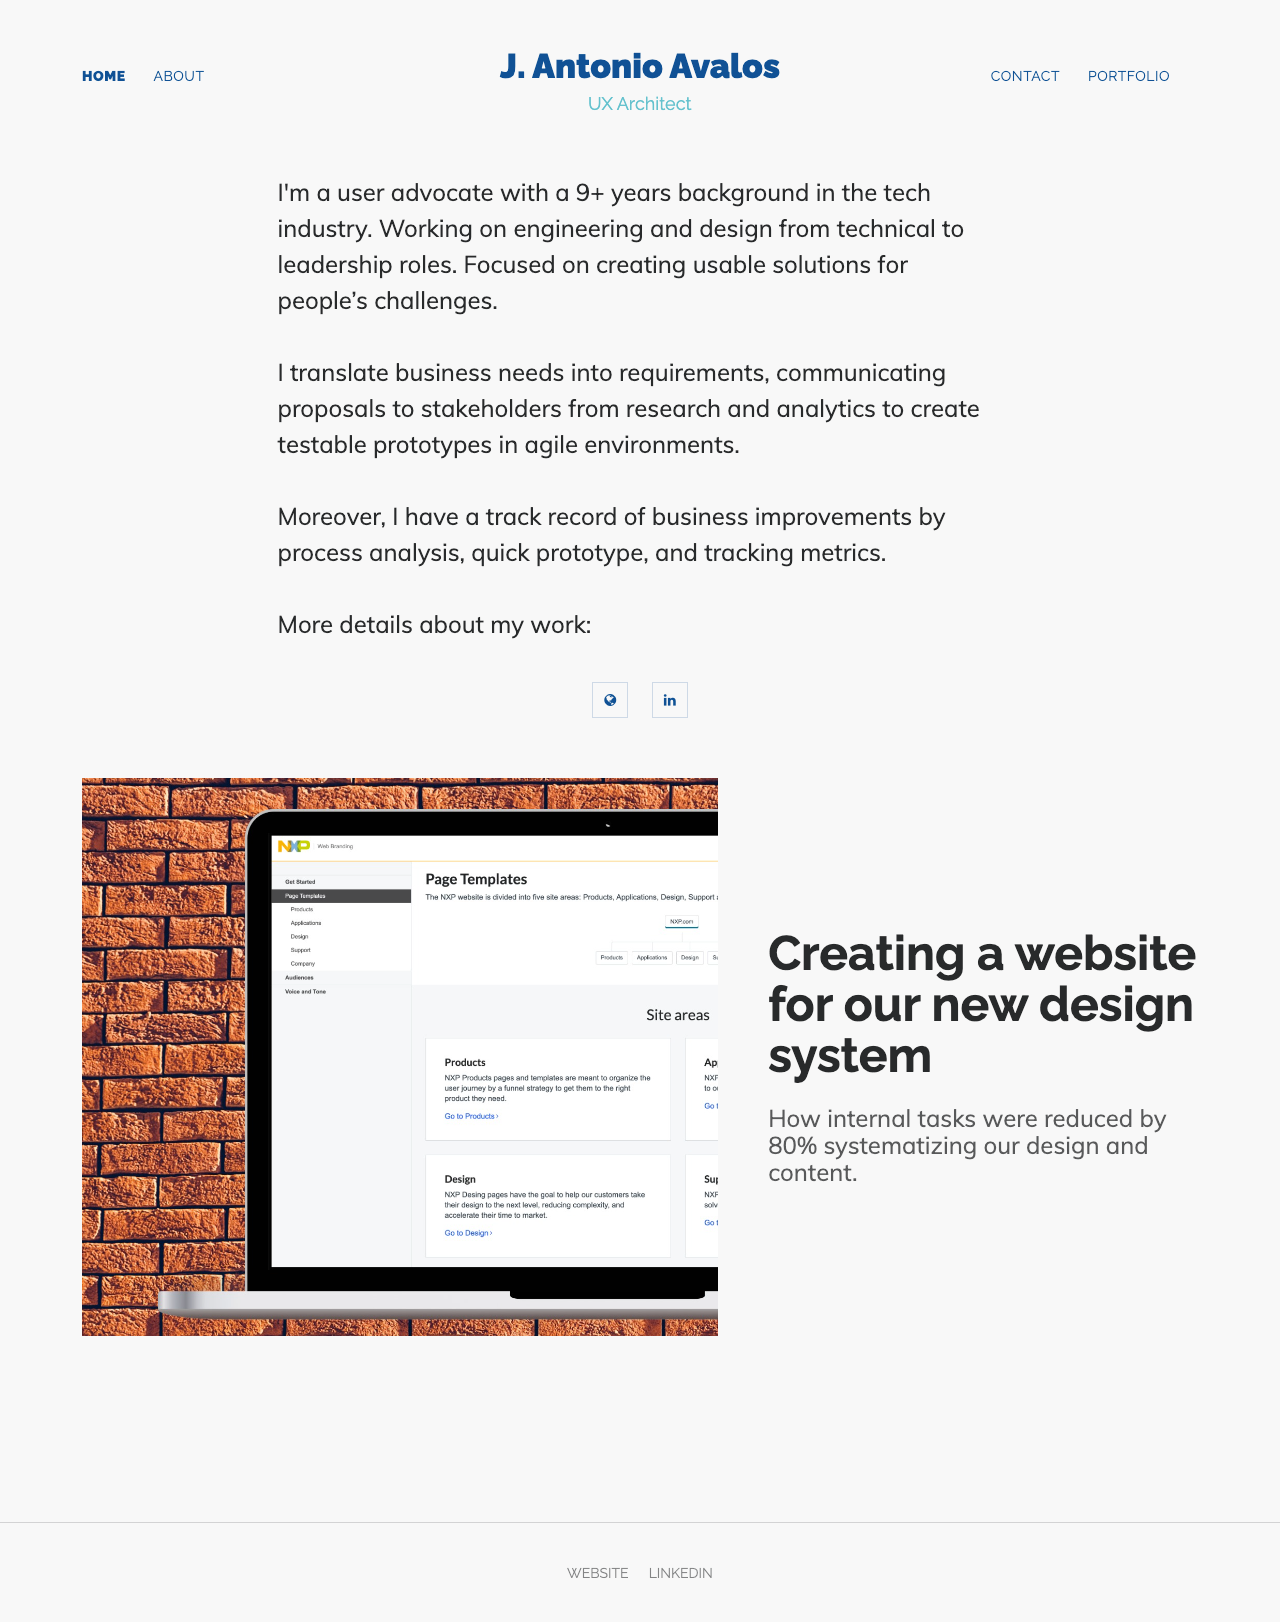 HOME ABOUT
J. Antonio Avalos
UX Architect
CONTACT PORTFOLIO
I'm a user advocate with a 9+ years background in the tech
industry. Working on engineering and design from technical to
leadership roles. Focused on creating usable solutions for
people’s challenges.
I translate business needs into requirements, communicating
proposals to stakeholders from research and analytics to create
testable prototypes in agile environments.
Moreover, I have a track record of business improvements by
process analysis, quick prototype, and tracking metrics.
More details about my work:
in
NXP Web Branding
Get Started
Page Templates
Products
Applications
Design
Support
Company
Audiences
Voice and Tone
Page Templates
The NXP website is divided into five site areas: Products, Applications, Design, Support
NXP.com
Products Applications Design
Site areas
Products
NXP Products pages and templates are meant to organize the
user journey by a funnel strategy to get them to the right
product they need.
Go to Products ›
Design
NXP Desing pages have the goal to help our customers take
their design to the next level, reducing complexity, and
accelerate their time to market.
Go to Design ›
Creating a website
for our new design
system
How internal tasks were reduced by
80% systematizing our design and
content.
WEBSITE LINKEDIN